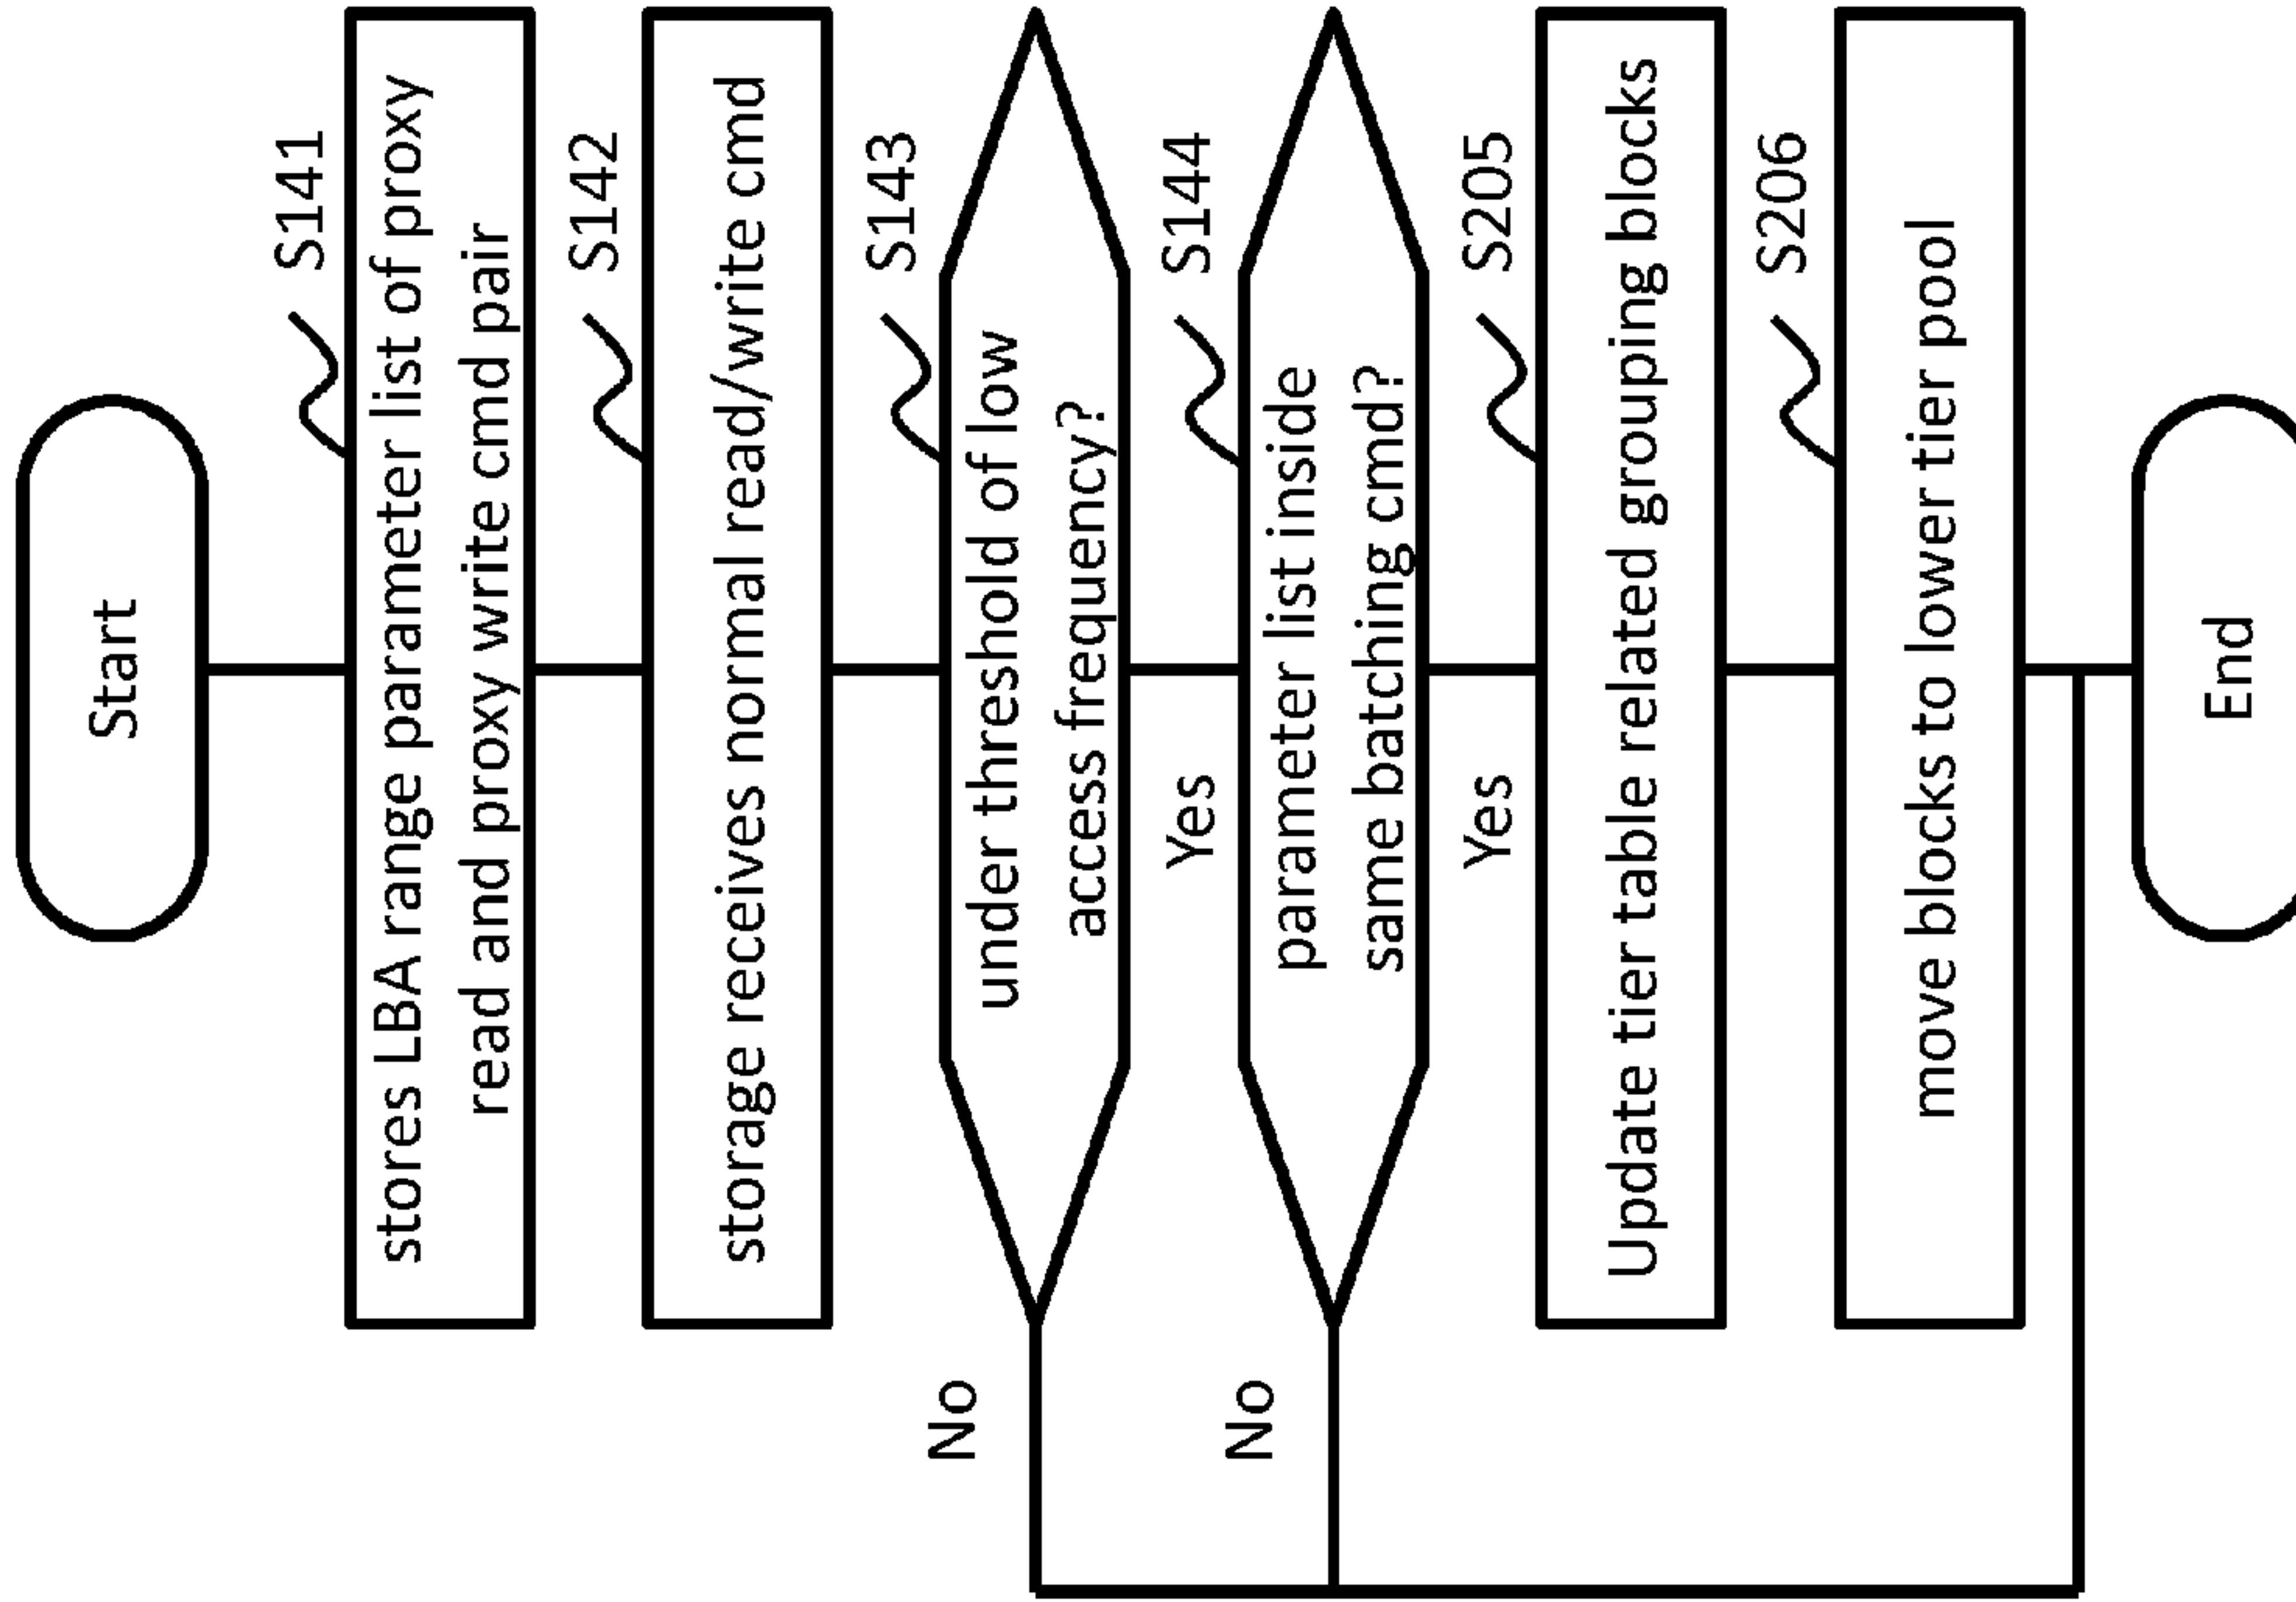 Start
S141
stores LBA range parameter list of proxy
read and proxy write cmd pair
S142
storage receives normal read/write cmd
S143
under threshold of low
access frequency?
No
Yes
S144
parameter list inside
same batching cmd?
No
Yes
S205
Update tier table related grouping blocks
S206
move blocks to lower tier pool
End